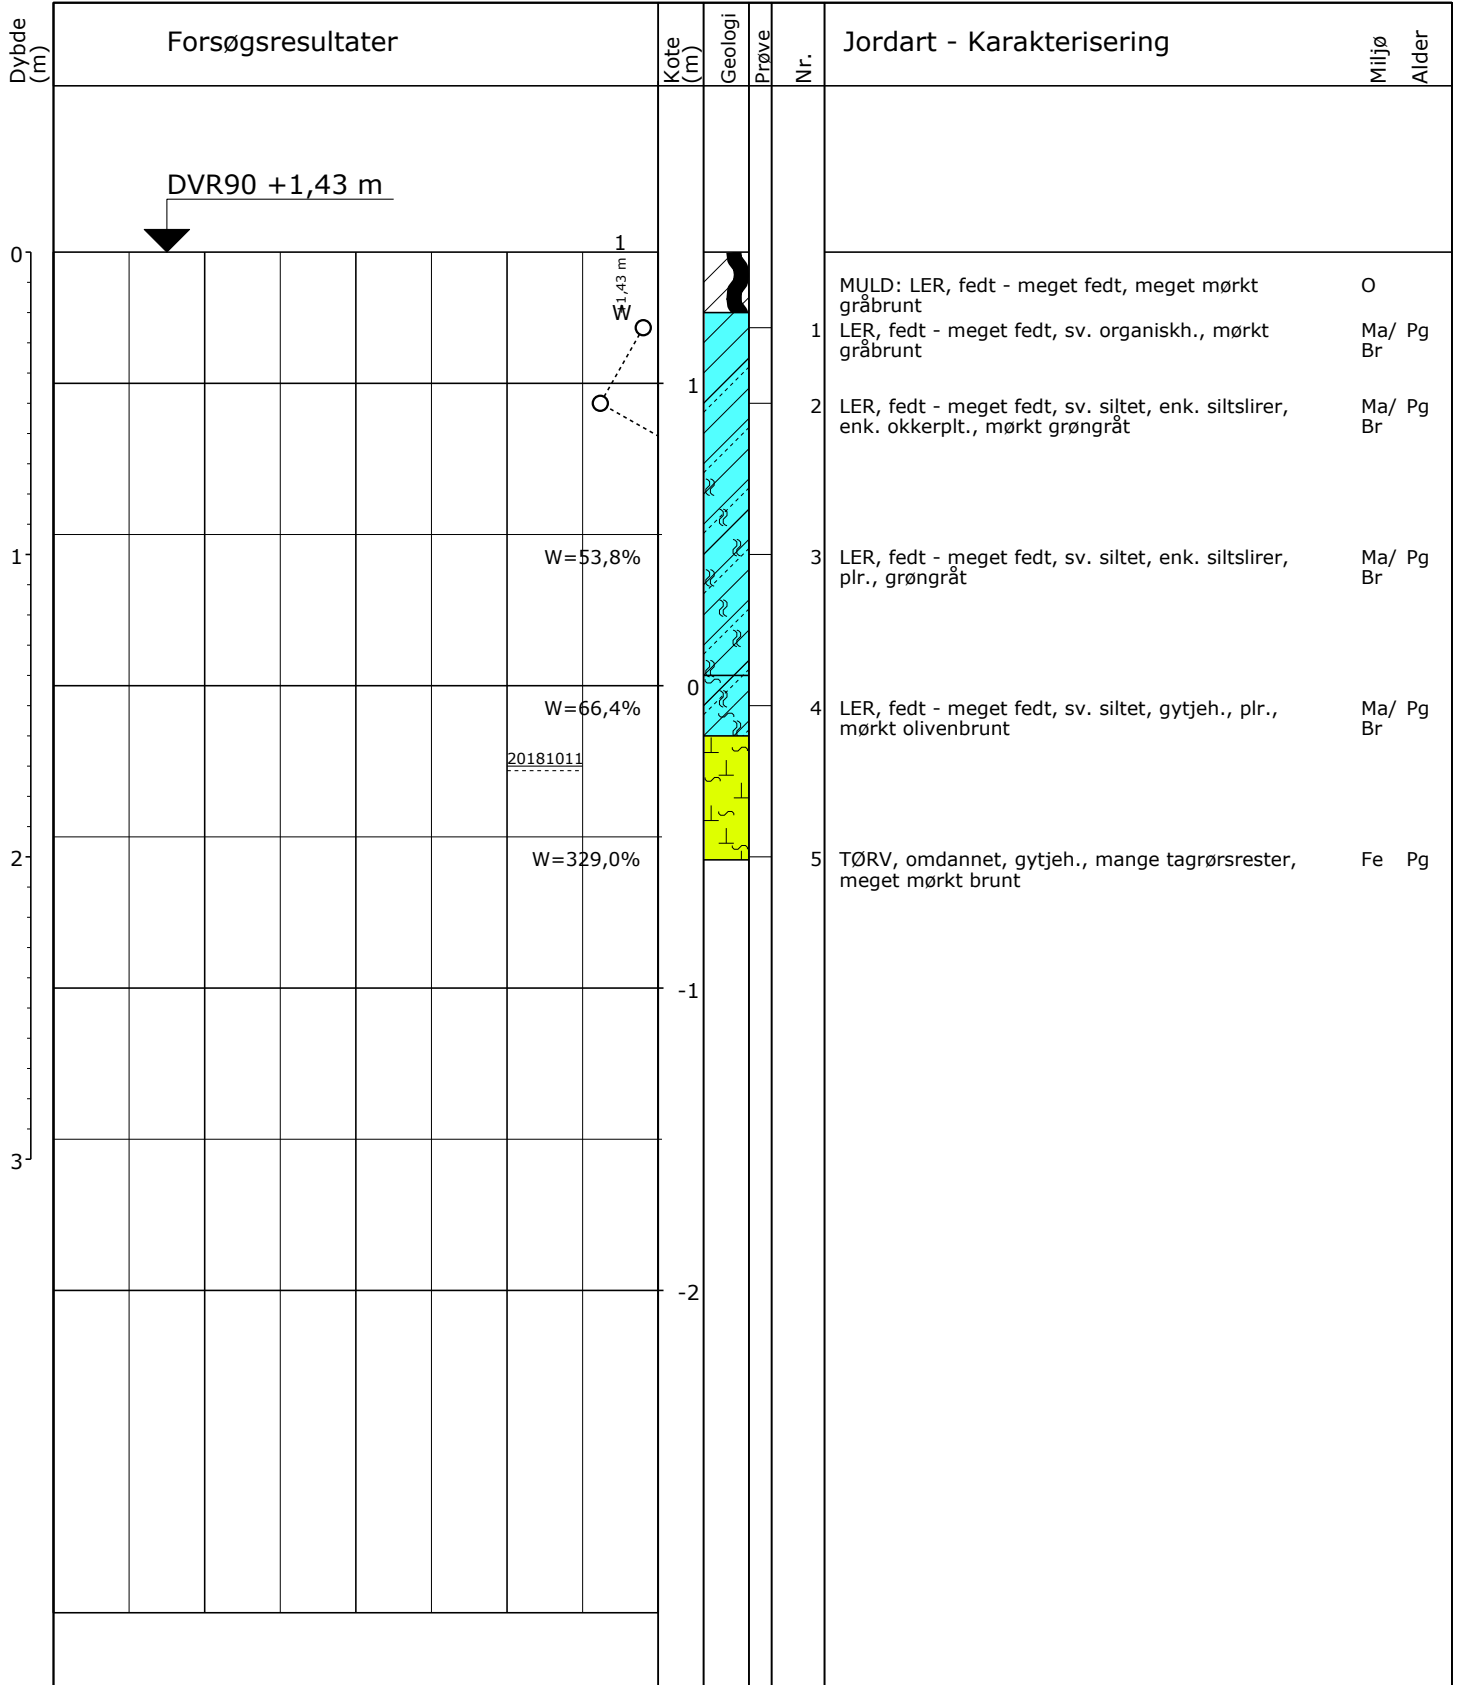 Dybde
(m)
Forsøgsresultater
Kote
(m)
Geologi
Prøve
Nr.
Jordart - Karakterisering
Miljø
Alder
DVR90 +1,43 m
1
+1,43 m
W
0
MULD: LER, fedt - meget fedt, meget mørkt O
gråbrunt
1 LER, fedt - meget fedt, sv. organiskh., mørkt Ma/ Pg
gråbrunt Br
1
2 LER, fedt - meget fedt, sv. siltet, enk. siltslirer, Ma/ Pg
enk. okkerplt., mørkt grøngråt Br
1 W=53,8% 3 LER, fedt - meget fedt, sv. siltet, enk. siltslirer, Ma/ Pg
plr., grøngråt Br
0
W=66,4% 4 LER, fedt - meget fedt, sv. siltet, gytjeh., plr., Ma/ Pg
mørkt olivenbrunt Br
20181011
2 W=329,0% 5 TØRV, omdannet, gytjeh., mange tagrørsrester, Fe Pg
meget mørkt brunt
-1
3
-2